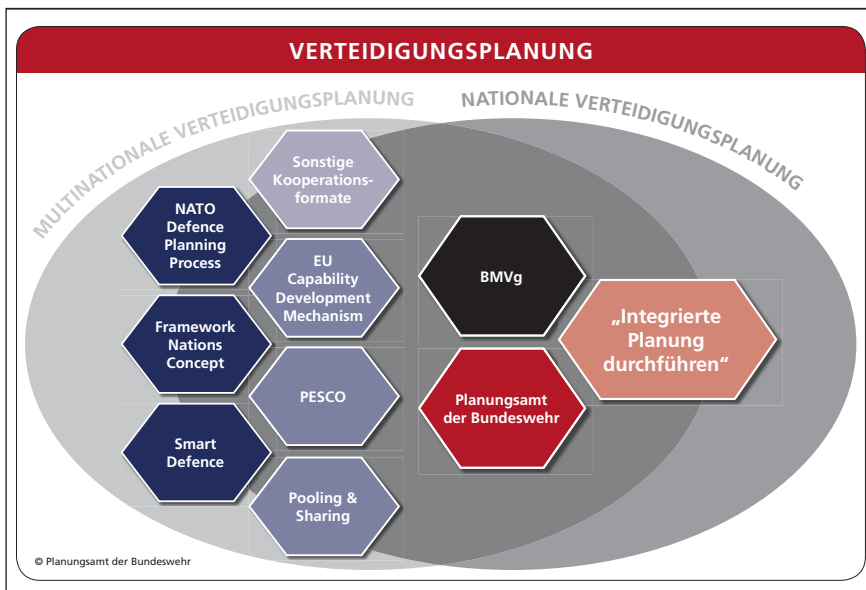 VERTEIDIGUNGSPLANUNG
MULTINATIONALE VERTEIDIGUNGSPLANUNG
NATIONALE VERTEIDIGUNGSPLANUNG
Sonstige
Kooperations-
formate
NATO
Defence
Planning
Process
EU
Capability
Development
Mechanism
BMVg
Framework
Nations
Concept
„Integrierte
Planung
durchführen“
PESCO
Planungsamt
der Bundeswehr
Smart
Defence
Pooling &
Sharing
© Planungsamt der Bundeswehr